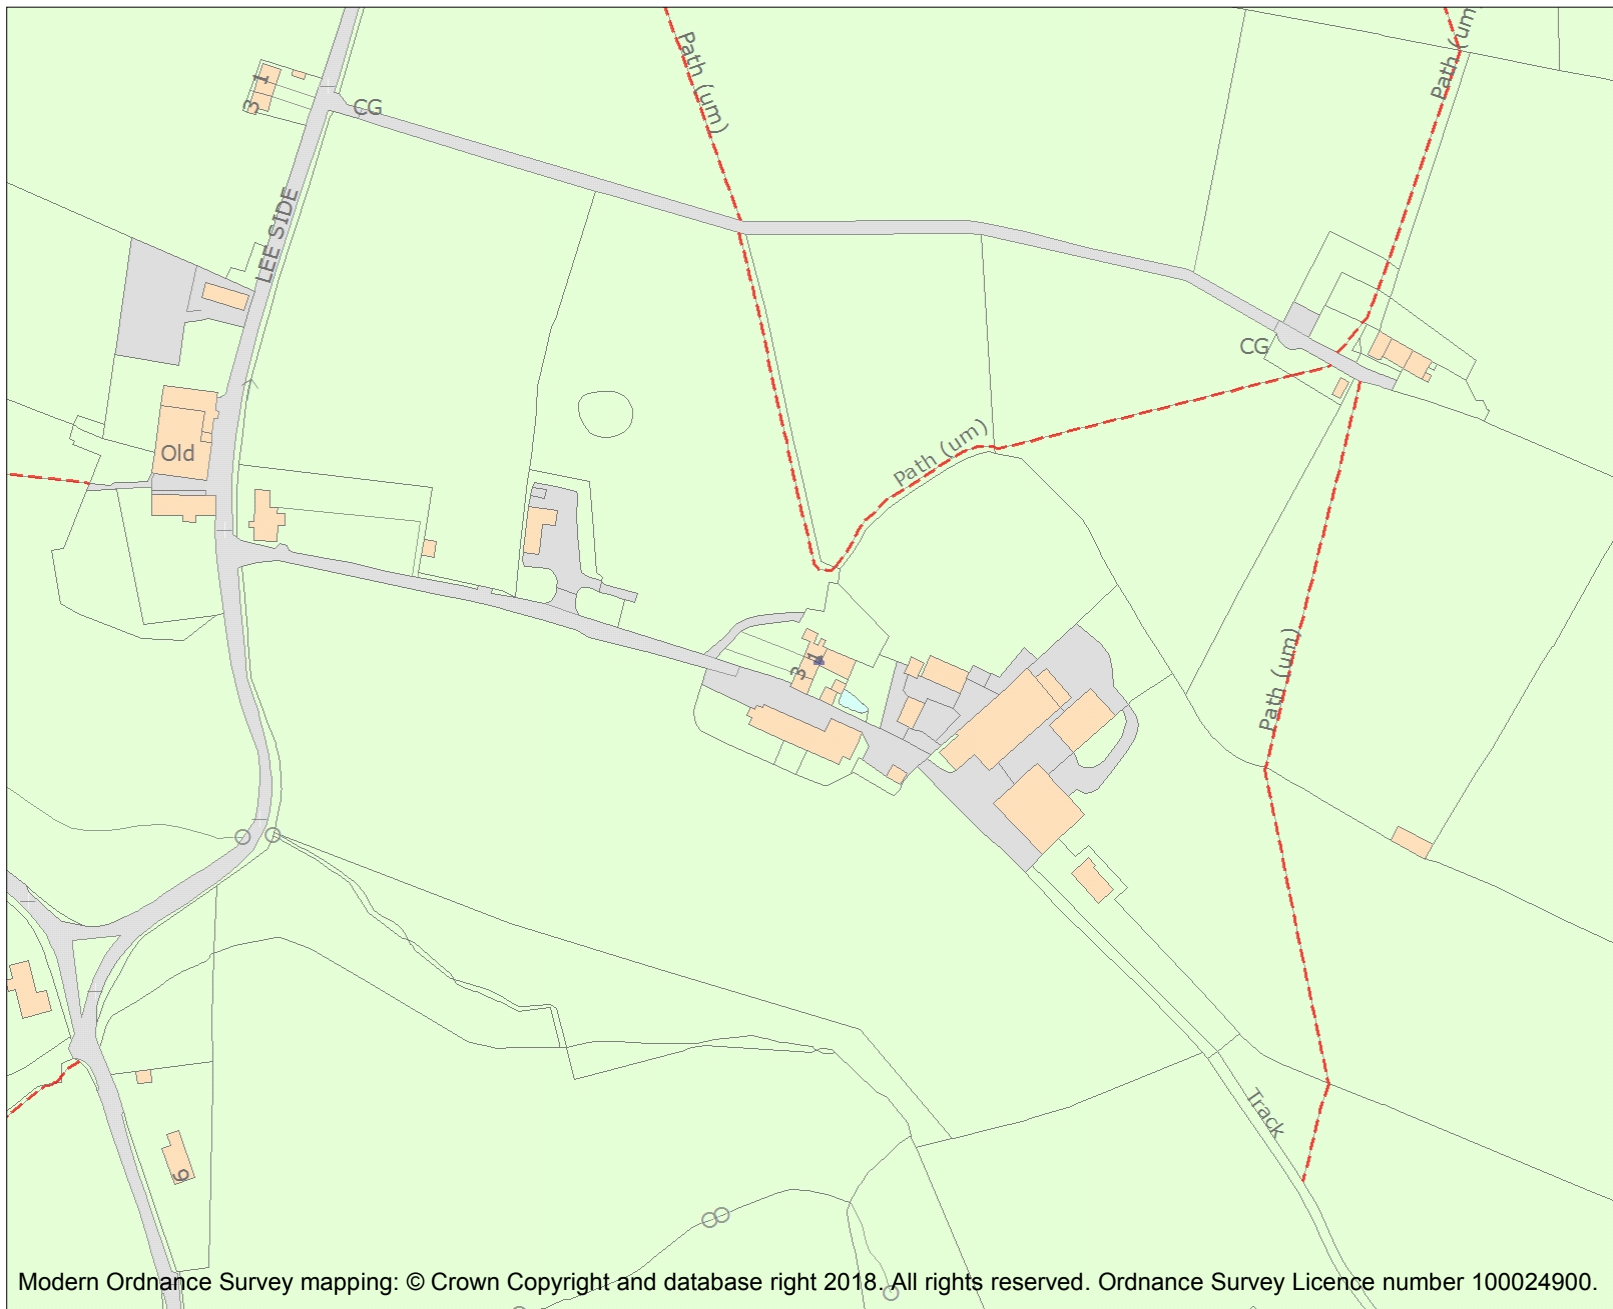 Path (um)
Path (um
1
3
CG
LEE SIDE
CG
Old
Path (um)
1
3
Path (um)
Track
9
Modern Ordnance Survey mapping: © Crown Copyright and database right 2018. All rights reserved. Ordnance Survey Licence number 100024900.